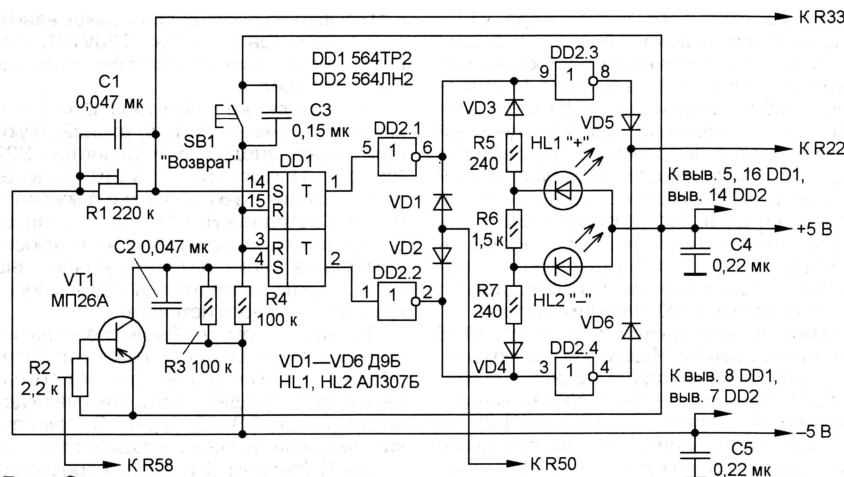 К R33
DD1 564ТР2
DD2 564ЛН2
C1
0,047 мк
C3
0,15 мк
SB1
"Возврат"
R1 220 к
DD1
14 S T 1
15 R
3 R T
4 S 2
DD2.1
5 1 6
DD2.2
1 1 2
VD1
VD2
VD3
R5
240
R6
1,5 к
R7
240
VD4
HL1 "+"
HL2 "–"
DD2.3
9 1 8
DD2.4
3 1 4
VD5
VD6
К R22
К выв. 5, 16 DD1,
выв. 14 DD2
+5 В
C4
0,22 мк
C2 0,047 мк
VT1
МП26А
R2
2,2 к
R3 100 к
R4
100 к
VD1—VD6 Д9Б
HL1, HL2 АЛ307Б
К выв. 8 DD1,
выв. 7 DD2
–5 В
C5
0,22 мк
К R58
К R50